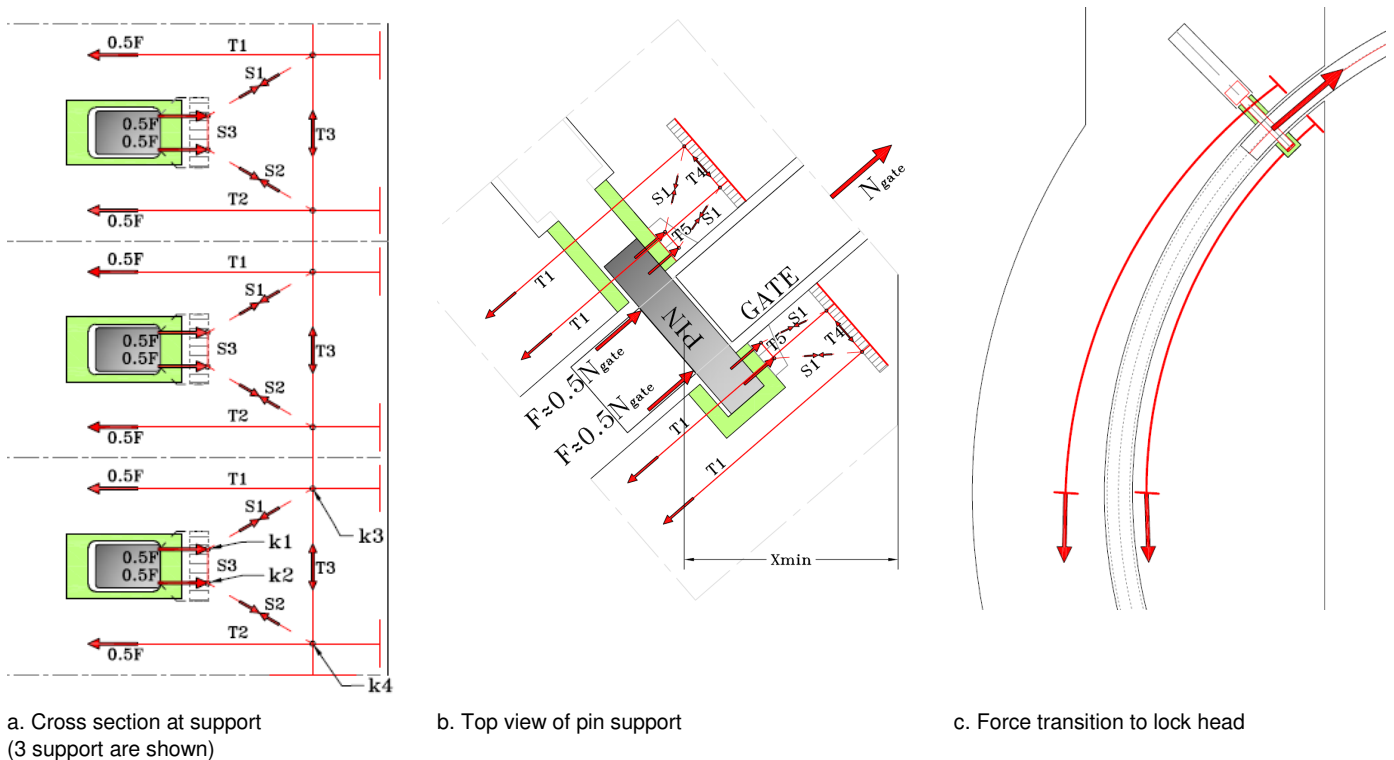 0.5F
T1
S1
0.5F
0.5F
S3
T3
S2
T2
0.5F
0.5F
T1
S1
0.5F
0.5F
S3
T3
S2
T2
0.5F
0.5F
T1
S1
k3
k1
0.5F
0.5F
S3
T3
k2
S2
T2
0.5F
k4
S1
T4
S1
T5
Ngate
T1
T1
GATE
PIN
S1
T4
T5
S1
F≈0.5Ngate
F≈0.5Ngate
T1
T1
Xmin
a. Cross section at support
(3 support are shown)
b. Top view of pin support
c. Force transition to lock head